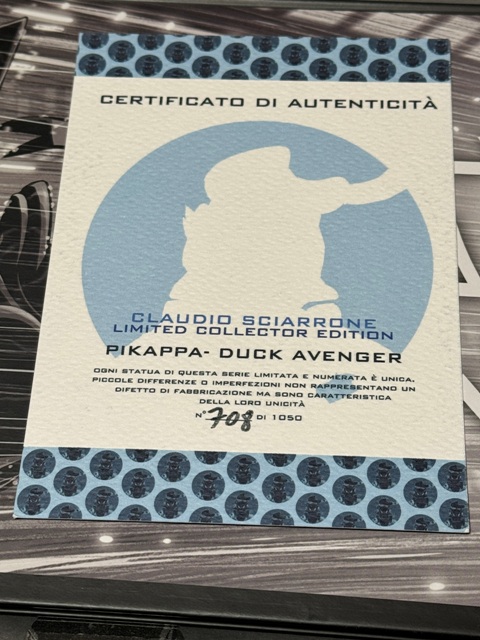 CERTIFICATO DI AUTENTICITÀ
CLAUDIO SCIARRONE
LIMITED COLLECTOR EDITION
PIKAPPA- DUCK AVENGER
OGNI STATUA DI QUESTA SERIE LIMITATA E NUMERATA È UNICA.
PICCOLE DIFFERENZE O IMPERFEZIONI NON RAPPRESENTANO UN
DIFETTO DI FABBRICAZIONE MA SONO CARATTERISTICA
DELLA LORO UNICITÀ
N° 708 DI 1050